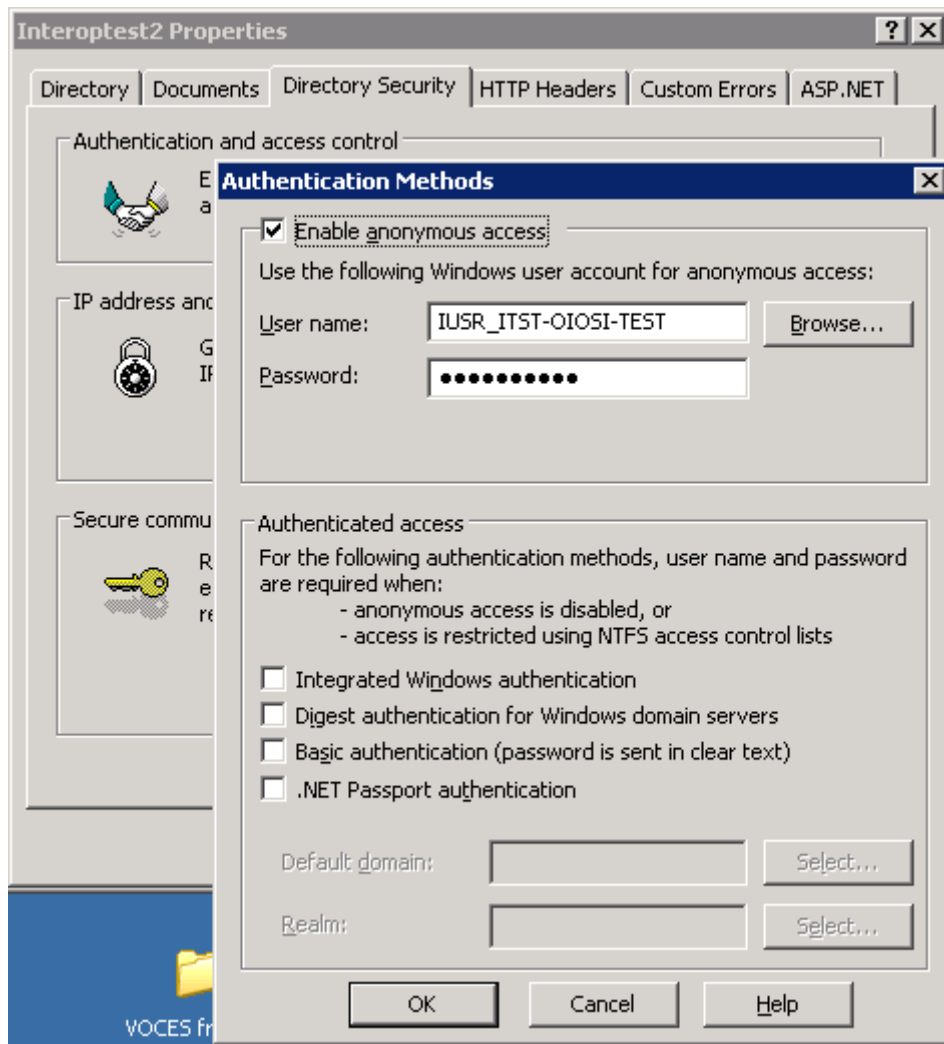 Interoptest2 Properties
Directory Documents Directory Security HTTP Headers Custom Errors ASP.NET
Authentication and access control
E
a
IP address and
G
IF
Secure commu
R
e
re
Authentication Methods
Enable anonymous access
Use the following Windows user account for anonymous access:
User name: IUSR_ITST-OIOSI-TEST Browse...
Password: ●●●●●●●●●●
Authenticated access
For the following authentication methods, user name and password
are required when:
- anonymous access is disabled, or
- access is restricted using NTFS access control lists
Integrated Windows authentication
Digest authentication for Windows domain servers
Basic authentication (password is sent in clear text)
.NET Passport authentication
Default domain: Select...
Realm: Select...
OK Cancel Help
VOCES fr